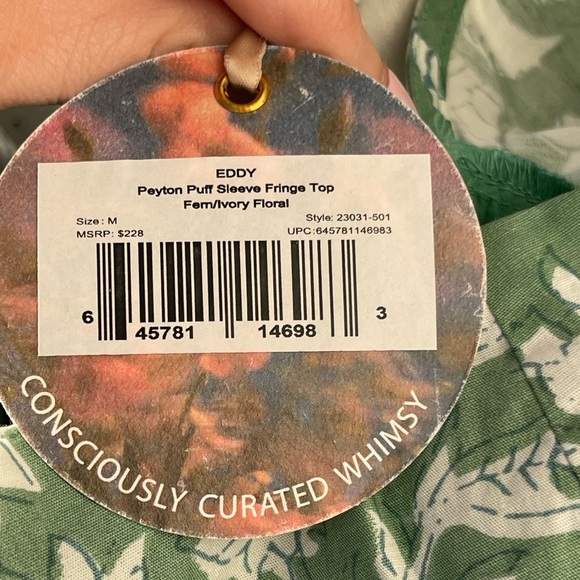 EDDY
Peyton Puff Sleeve Fringe Top
Fern/Ivory Floral
Size: M Style: 23031-501
MSRP: $228 UPC:645781146983
6 45781 14698 3
CONSCIOUSLY CURATED WHIMSY